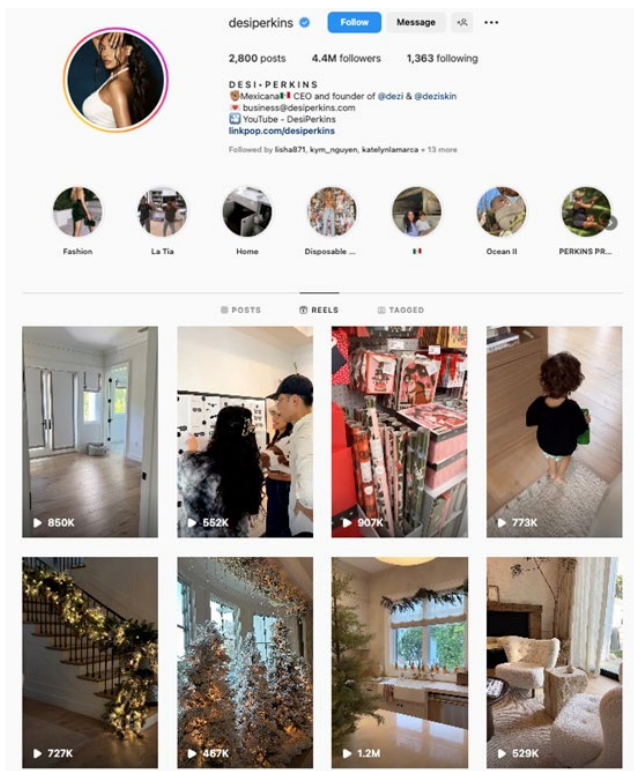 desiperkins
Follow
Message
2,800 posts 4.4M followers 1,363 following
DESI•PERKINS
Mexicana🇲🇽 CEO and founder of @dezi & @deziskin
💌 business@desiperkins.com
YouTube - DesiPerkins
linkpop.com/desiperkins
Followed by lisha871, kym_nguyen, katelynlamarca + 13 more
Fashion
La Tia
Home
Disposable ...
🇲🇽
Ocean II
PERKINS PR...
POSTS
REELS
TAGGED
850K
552K
907K
773K
727K
467K
1.2M
529K